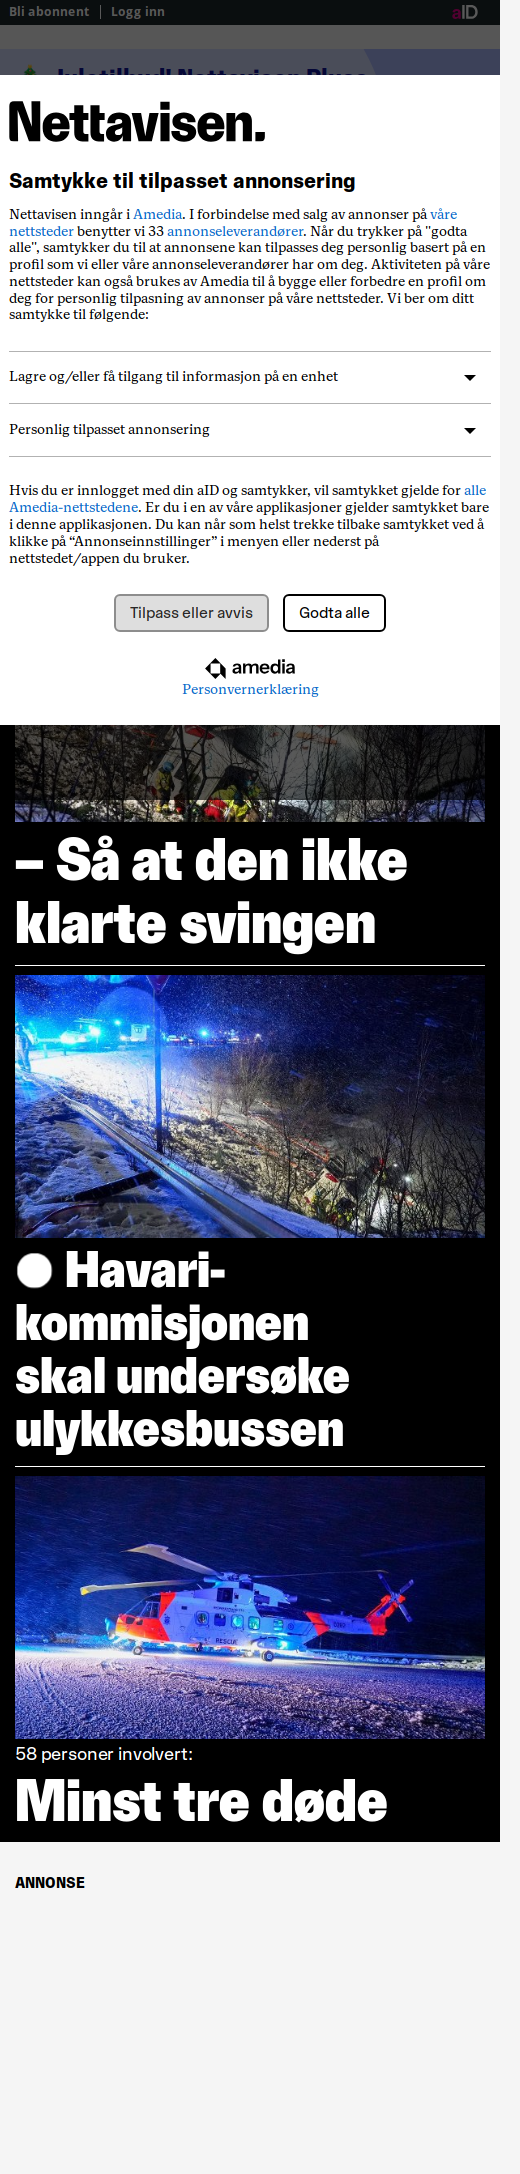 Bli abonnent | Logg inn
aID
Juletilbud! Nettavisen Pluss
Nettavisen.
Samtykke til tilpasset annonsering
Nettavisen inngår i Amedia. I forbindelse med salg av annonser på våre
nettsteder benytter vi 33 annonseleverandører. Når du trykker på "godta
alle", samtykker du til at annonsene kan tilpasses deg personlig basert på en
profil som vi eller våre annonseleverandører har om deg. Aktiviteten på våre
nettsteder kan også brukes av Amedia til å bygge eller forbedre en profil om
deg for personlig tilpasning av annonser på våre nettsteder. Vi ber om ditt
samtykke til følgende:
Lagre og/eller få tilgang til informasjon på en enhet
Personlig tilpasset annonsering
Hvis du er innlogget med din aID og samtykker, vil samtykket gjelde for alle
Amedia-nettstedene. Er du i en av våre applikasjoner gjelder samtykket bare
i denne applikasjonen. Du kan når som helst trekke tilbake samtykket ved å
klikke på “Annonseinnstillinger” i menyen eller nederst på
nettstedet/appen du bruker.
Tilpass eller avvis
Godta alle
amedia
Personvernerklæring
– Så at den ikke
klarte svingen
Havari-
kommisjonen
skal undersøke
ulykkesbussen
RESCUE
58 personer involvert:
Minst tre døde
ANNONSE